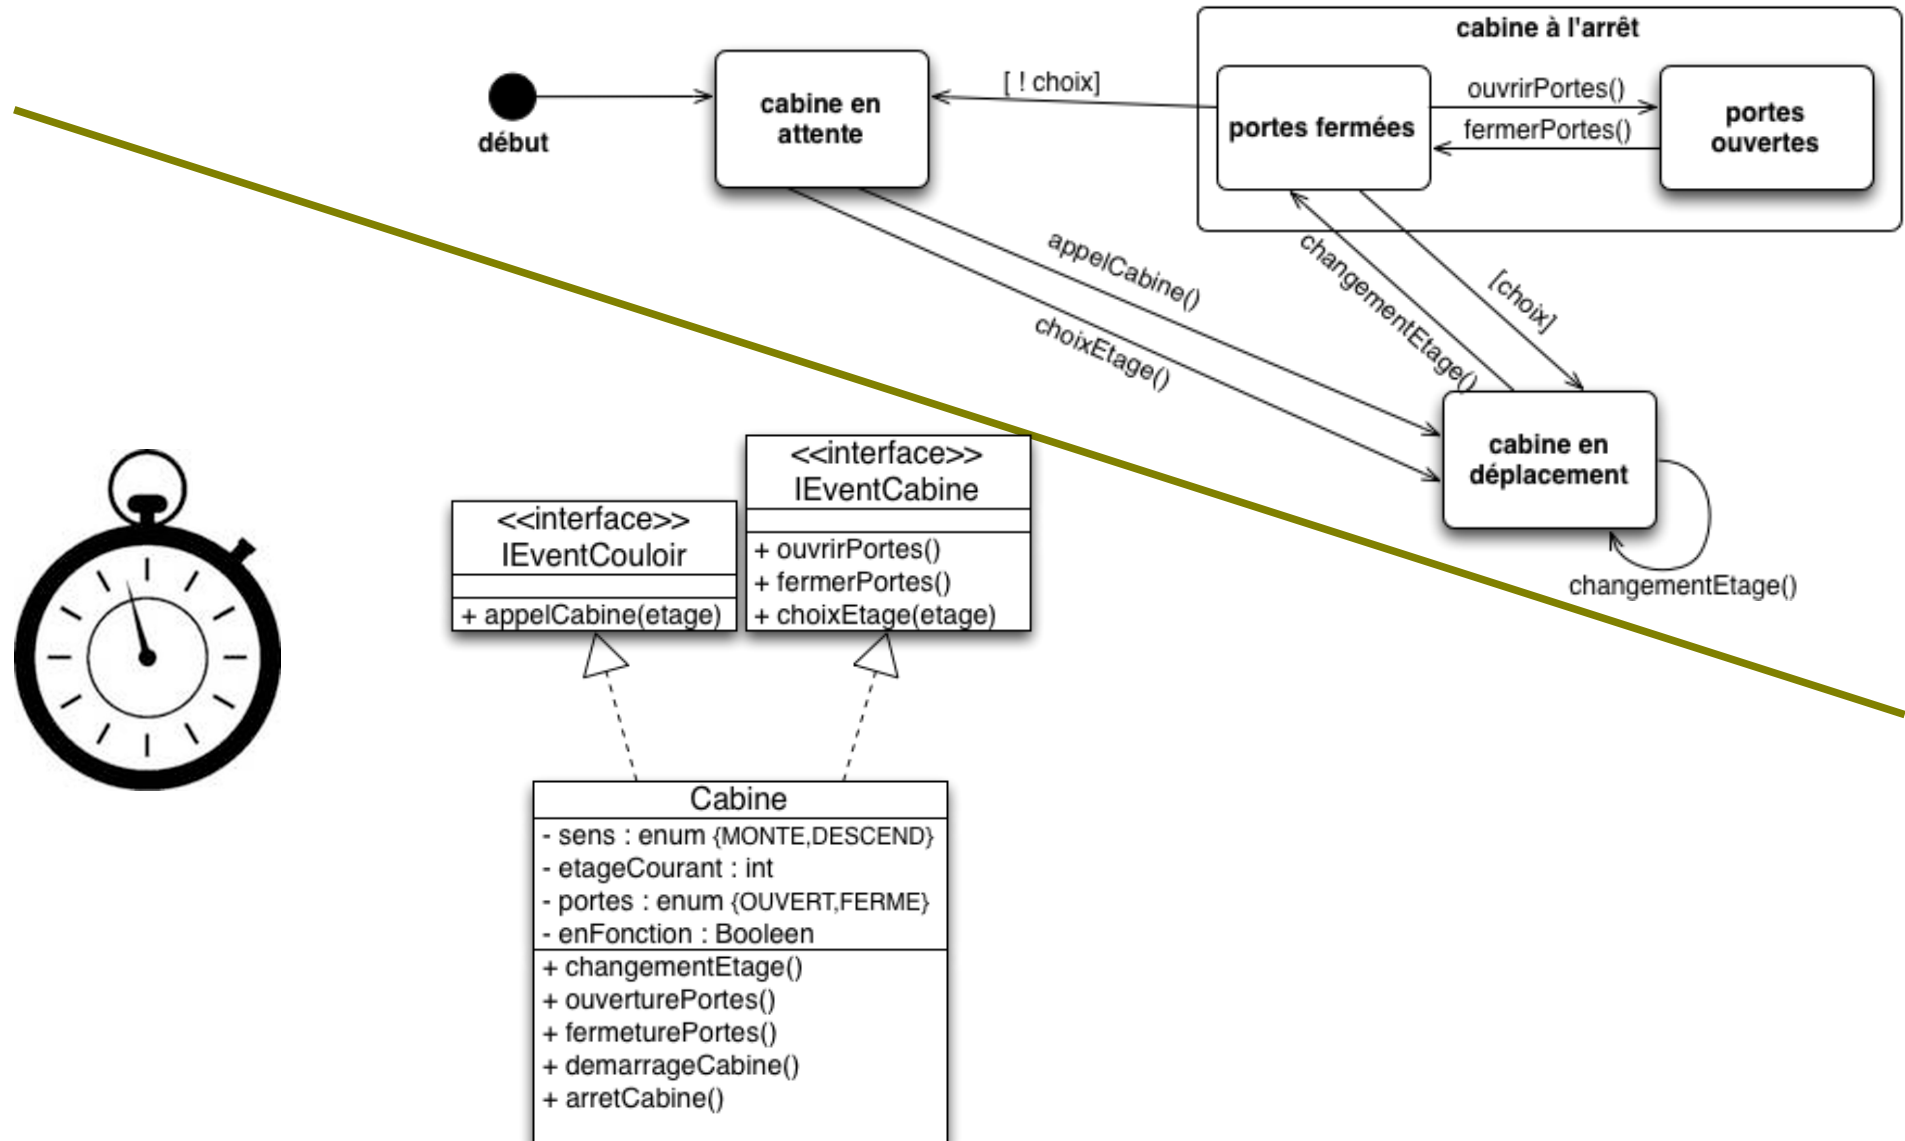 cabine à l'arrêt
début
cabine en
attente
[ ! choix]
portes fermées
ouvrirPortes()
fermerPortes()
portes
ouvertes
appelCabine()
choixEtage()
changementEtage()
[choix]
cabine en
déplacement
changementEtage()
<<interface>>
IEventCouloir
+ appelCabine(etage)
<<interface>>
IEventCabine
+ ouvrirPortes()
+ fermerPortes()
+ choixEtage(etage)
Cabine
- sens : enum {MONTE,DESCEND}
- etageCourant : int
- portes : enum {OUVERT,FERME}
- enFonction : Booleen
+ changementEtage()
+ ouverturePortes()
+ fermeturePortes()
+ demarrageCabine()
+ arretCabine()